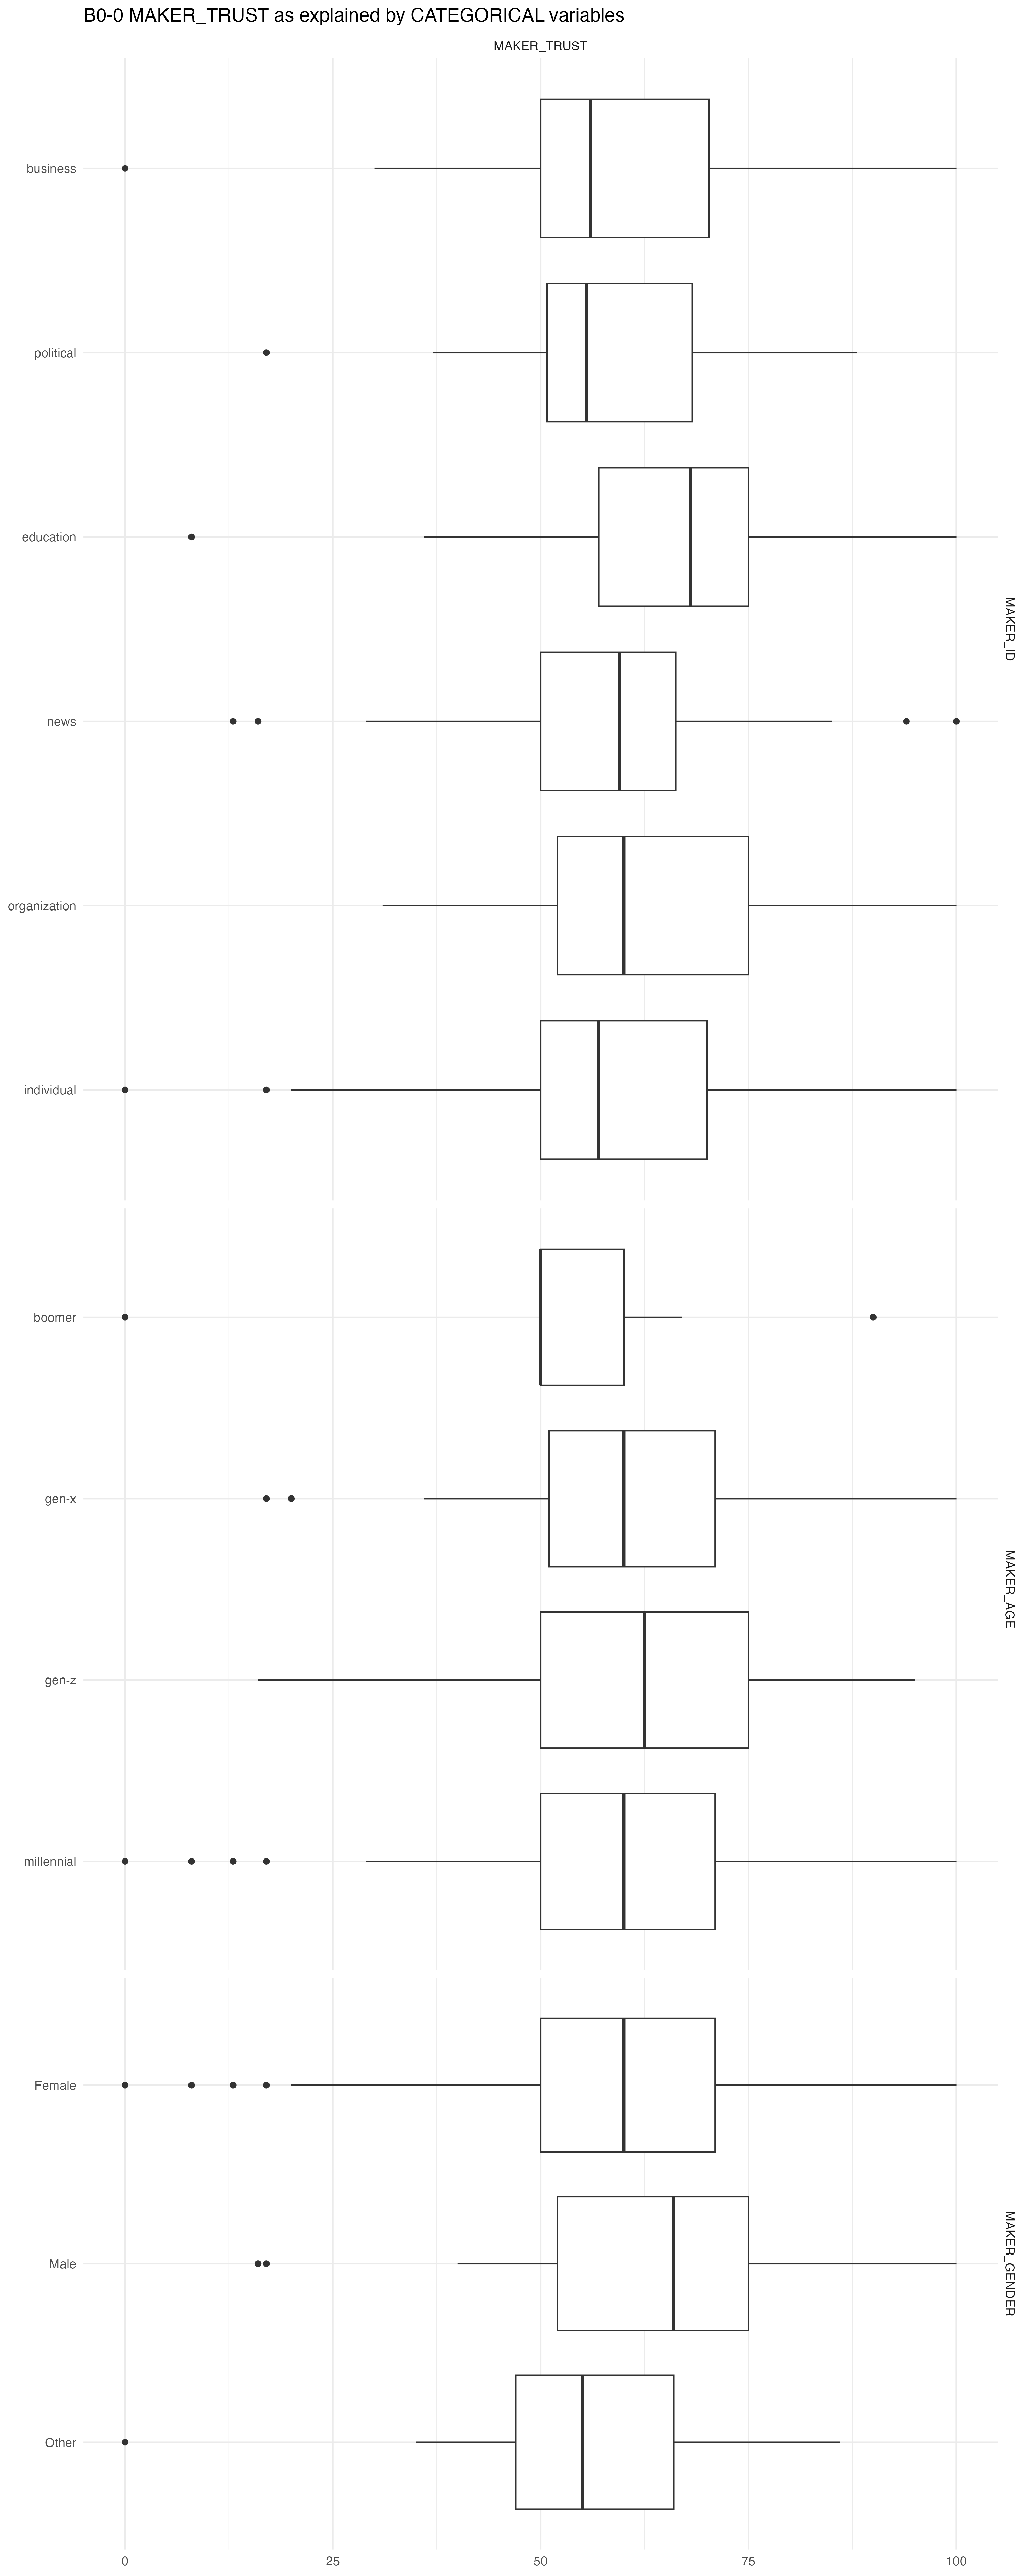 B0-0 MAKER_TRUST as explained by CATEGORICAL variables
MAKER_TRUST
business
political
education
news
organization
individual
MAKER_ID
boomer
gen-x
gen-z
millennial
MAKER_AGE
Female
Male
Other
MAKER_GENDER
0 25 50 75 100